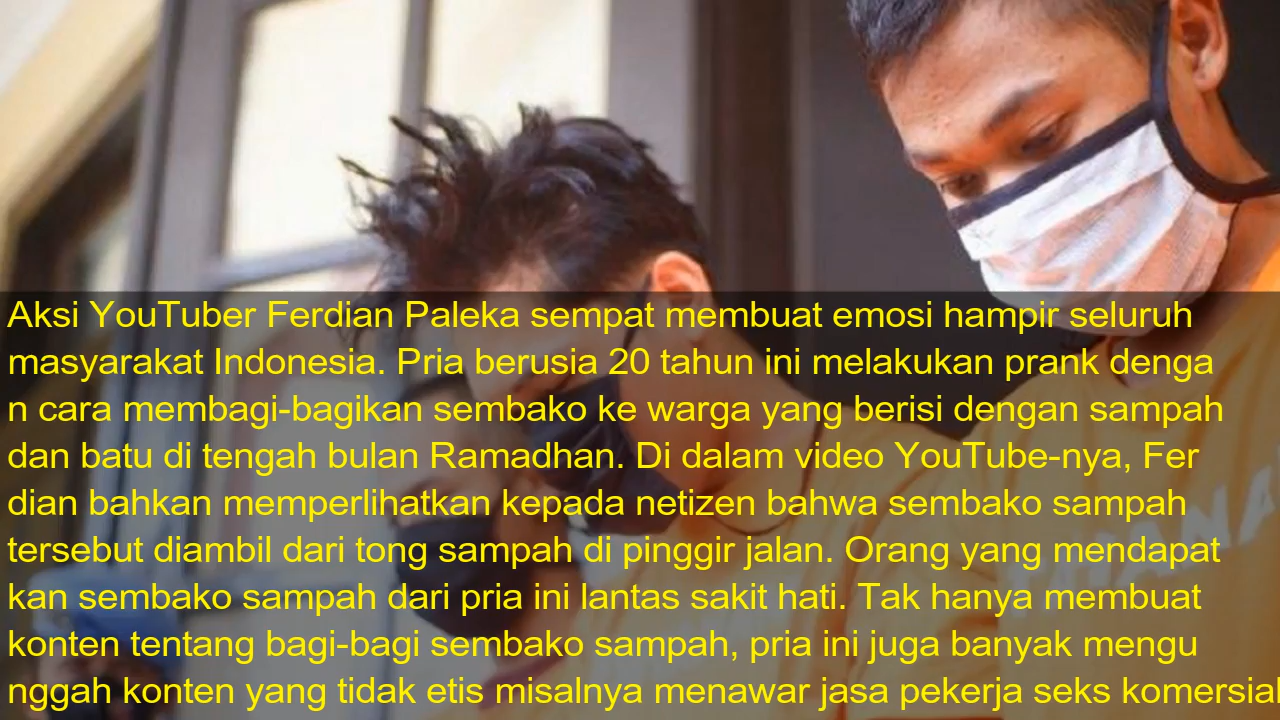 Aksi YouTuber Ferdian Paleka sempat membuat emosi hampir seluruh
masyarakat Indonesia. Pria berusia 20 tahun ini melakukan prank denga
n cara membagi-bagikan sembako ke warga yang berisi dengan sampah
dan batu di tengah bulan Ramadhan. Di dalam video YouTube-nya, Fer
dian bahkan memperlihatkan kepada netizen bahwa sembako sampah
tersebut diambil dari tong sampah di pinggir jalan. Orang yang mendapat
kan sembako sampah dari pria ini lantas sakit hati. Tak hanya membuat
konten tentang bagi-bagi sembako sampah, pria ini juga banyak mengu
nggah konten yang tidak etis misalnya menawar jasa pekerja seks komersial